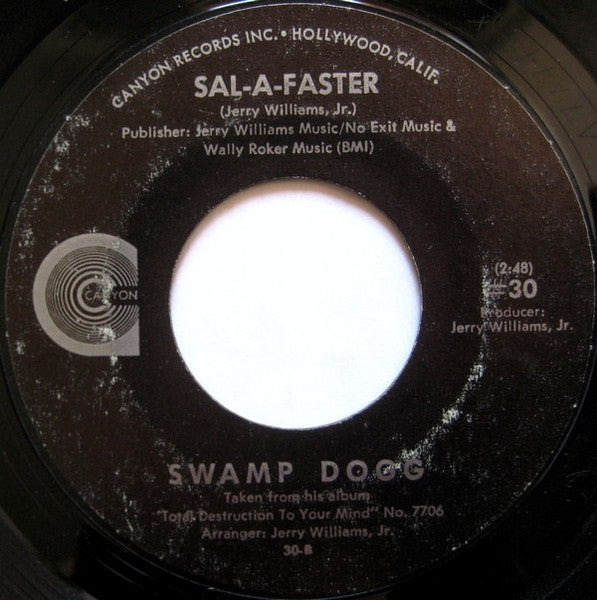 CANYON RECORDS INC. • HOLLYWOOD, CALIF.
SAL-A-FASTER
(Jerry Williams, Jr.)
Publisher: Jerry Williams Music/No Exit Music &
Wally Roker Music (BMI)
CANYON
(2:48)
#30
Producer:
Jerry Williams, Jr.
SWAMP DOGG
Taken from his album
"Total Destruction To Your Mind" No. 7706
Arranger: Jerry Williams, Jr.
30-B